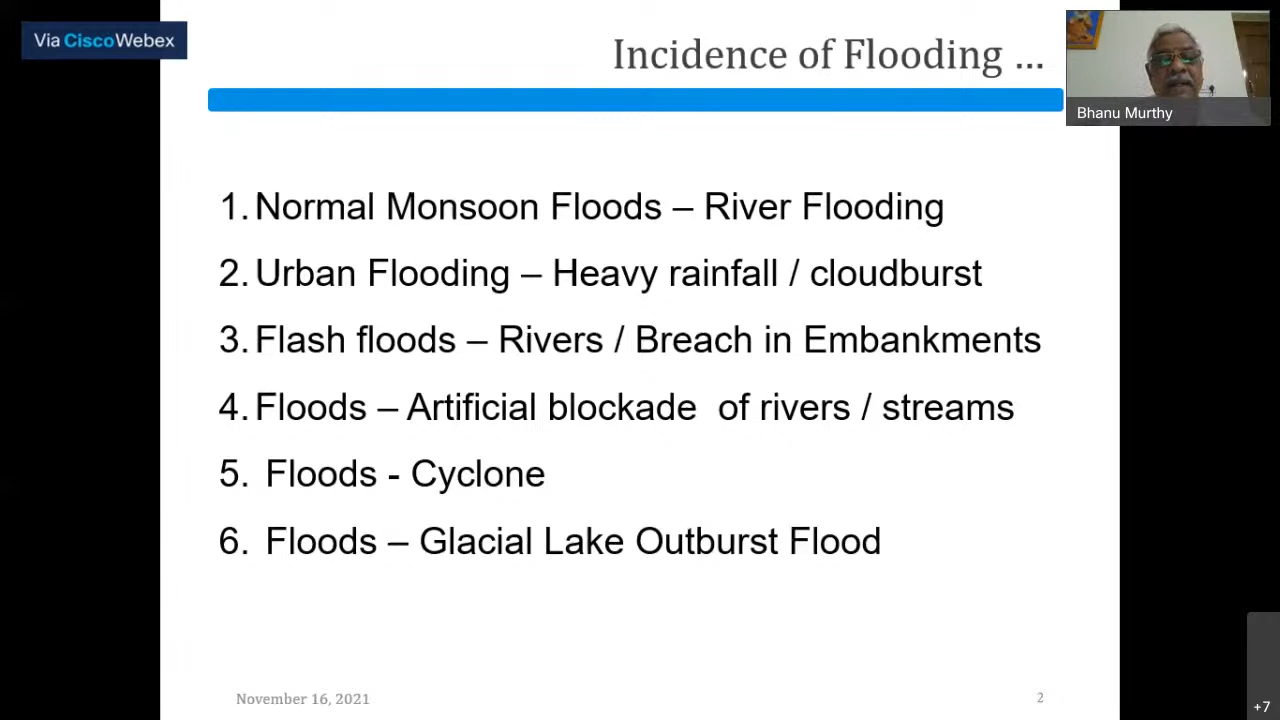 Via CiscoWebex
Incidence of Flooding ...
Bhanu Murthy
1. Normal Monsoon Floods – River Flooding
2. Urban Flooding – Heavy rainfall / cloudburst
3. Flash floods – Rivers / Breach in Embankments
4. Floods – Artificial blockade of rivers / streams
5. Floods - Cyclone
6. Floods – Glacial Lake Outburst Flood
November 16, 2021
2
+7